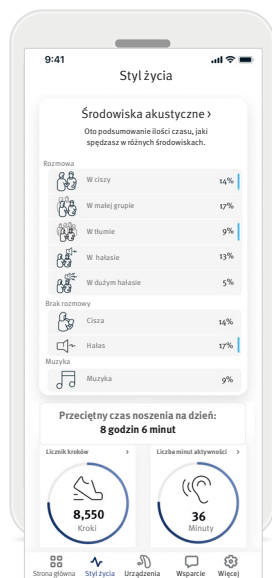 9:41
Styl życia
Środowiska akustyczne >
Oto podsumowanie ilości czasu, jaki
spędzasz w różnych środowiskach.
Rozmowa
W ciszy 14%
W małej grupie 17%
W tłumie 9%
W hałasie 13%
W dużym hałasie 5%
Brak rozmowy
Cisza 14%
Hałas 17%
Muzyka
Muzyka 9%
Przeciętny czas noszenia na dzień:
8 godzin 6 minut
Licznik kroków > Liczba minut aktywności >
8,550 36
Kroki Minuty
Strona główna Styl życia Urządzenia Wsparcie Więcej